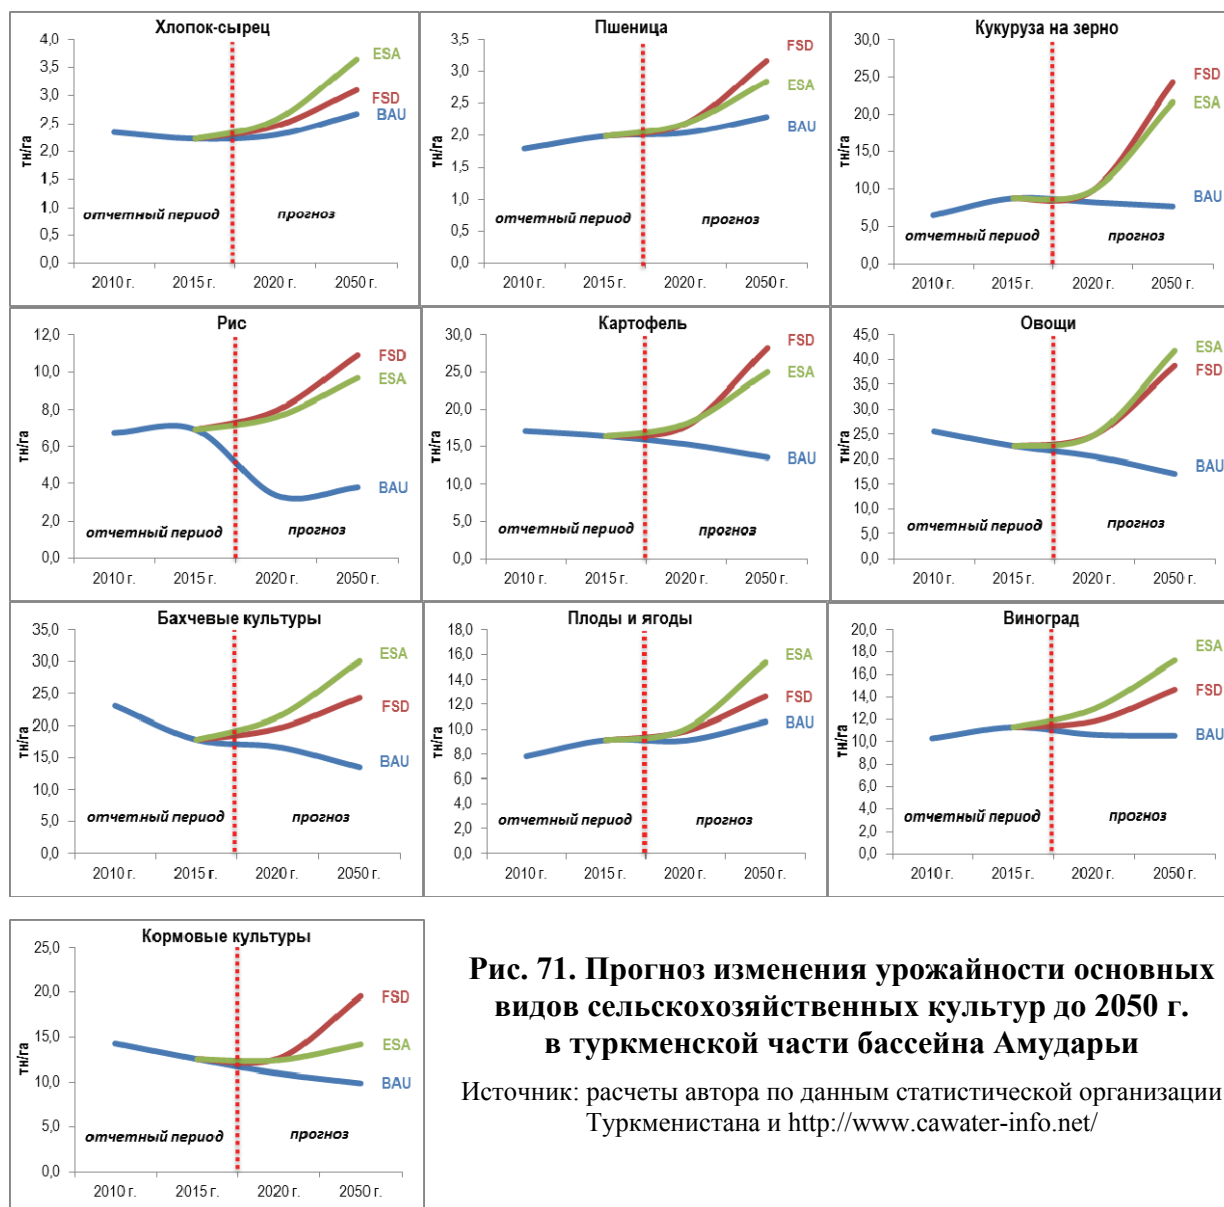 Хлопок-сырец
4,0
3,5
3,0
2,5
2,0
1,5
1,0
0,5
0,0
тн/га
ESA
FSD
BAU
отчетный период
прогноз
2010 г. 2015 г. 2020 г. 2050 г.
Пшеница
3,5
3,0
2,5
2,0
1,5
1,0
0,5
0,0
тн/га
FSD
ESA
BAU
отчетный период
прогноз
2010 г. 2015 г. 2020 г. 2050 г.
Кукуруза на зерно
30,0
25,0
20,0
15,0
10,0
5,0
0,0
тн/га
FSD
ESA
BAU
отчетный период
прогноз
2010 г. 2015 г. 2020 г. 2050 г.
Рис
12,0
10,0
8,0
6,0
4,0
2,0
0,0
тн/га
FSD
ESA
BAU
отчетный период
прогноз
2010 г. 2015 г. 2020 г. 2050 г.
Картофель
30,0
25,0
20,0
15,0
10,0
5,0
0,0
тн/га
FSD
ESA
BAU
отчетный период
прогноз
2010 г. 2015 г. 2020 г. 2050 г.
Овощи
45,0
40,0
35,0
30,0
25,0
20,0
15,0
10,0
5,0
0,0
тн/га
ESA
FSD
BAU
отчетный период
прогноз
2010 г. 2015 г. 2020 г. 2050 г.
Бахчевые культуры
35,0
30,0
25,0
20,0
15,0
10,0
5,0
0,0
тн/га
ESA
FSD
BAU
отчетный период
прогноз
2010 г. 2015 г. 2020 г. 2050 г.
Плоды и ягоды
18,0
16,0
14,0
12,0
10,0
8,0
6,0
4,0
2,0
0,0
тн/га
ESA
FSD
BAU
отчетный период
прогноз
2010 г. 2015 г. 2020 г. 2050 г.
Виноград
20,0
18,0
16,0
14,0
12,0
10,0
8,0
6,0
4,0
2,0
0,0
тн/га
ESA
FSD
BAU
отчетный период
прогноз
2010 г. 2015 г. 2020 г. 2050 г.
Кормовые культуры
25,0
20,0
15,0
10,0
5,0
0,0
тн/га
FSD
ESA
BAU
отчетный период
прогноз
2010 г. 2015 г. 2020 г. 2050 г.
Рис. 71. Прогноз изменения урожайности основных
видов сельскохозяйственных культур до 2050 г.
в туркменской части бассейна Амударьи
Источник: расчеты автора по данным статистической организации
Туркменистана и http://www.cawater-info.net/